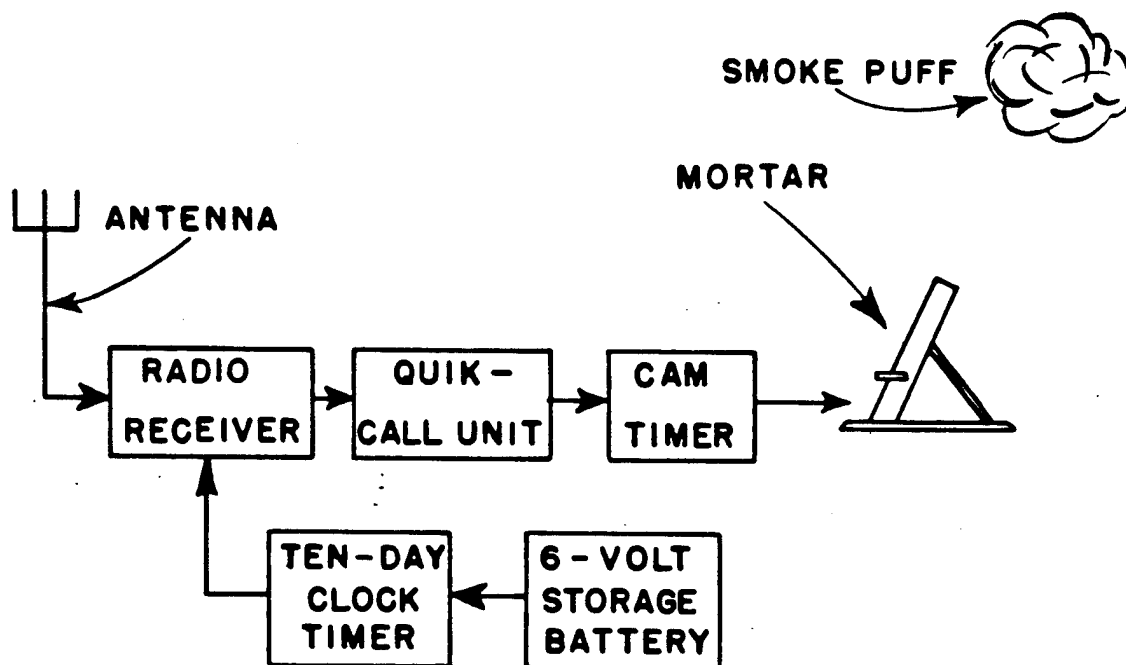 SMOKE PUFF
MORTAR
ANTENNA
RADIO
RECEIVER
QUIK-
CALL UNIT
CAM
TIMER
TEN-DAY
CLOCK
TIMER
6-VOLT
STORAGE
BATTERY